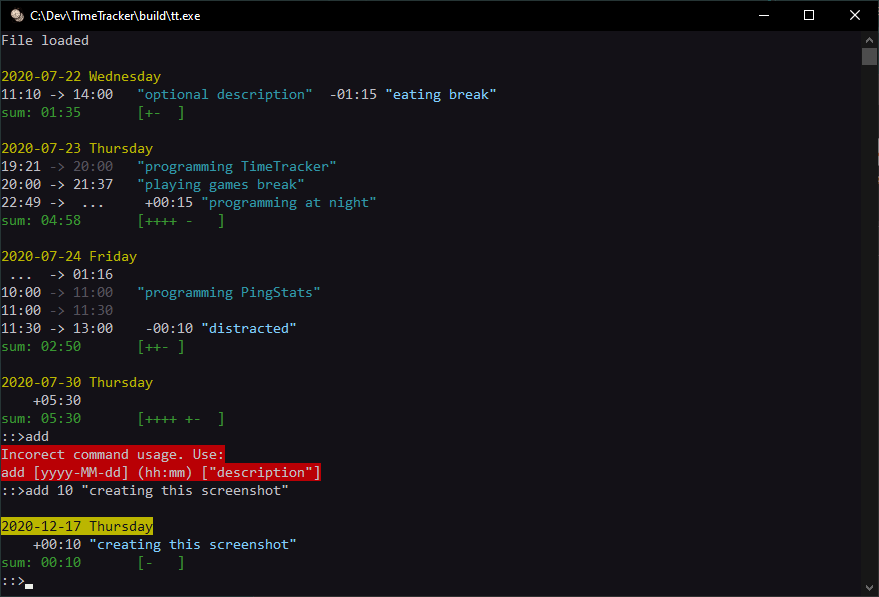 C:\Dev\TimeTracker\build\tt.exe
File loaded
2020-07-22 Wednesday
11:10 -> 14:00   "optional description"  -01:15 "eating break"
sum: 01:35       [+-  ]
2020-07-23 Thursday
19:21 -> 20:00   "programming TimeTracker"
20:00 -> 21:37   "playing games break"
22:49 ->  ...     +00:15 "programming at night"
sum: 04:58       [++++ -   ]
2020-07-24 Friday
 ...  -> 01:16
10:00 -> 11:00   "programming PingStats"
11:00 -> 11:30
11:30 -> 13:00    -00:10 "distracted"
sum: 02:50       [++- ]
2020-07-30 Thursday
    +05:30
sum: 05:30       [++++ +-  ]
::>add
Incorect command usage. Use:
add [yyyy-MM-dd] (hh:mm) ["description"]
::>add 10 "creating this screenshot"
2020-12-17 Thursday
    +00:10 "creating this screenshot"
sum: 00:10       [-   ]
::>